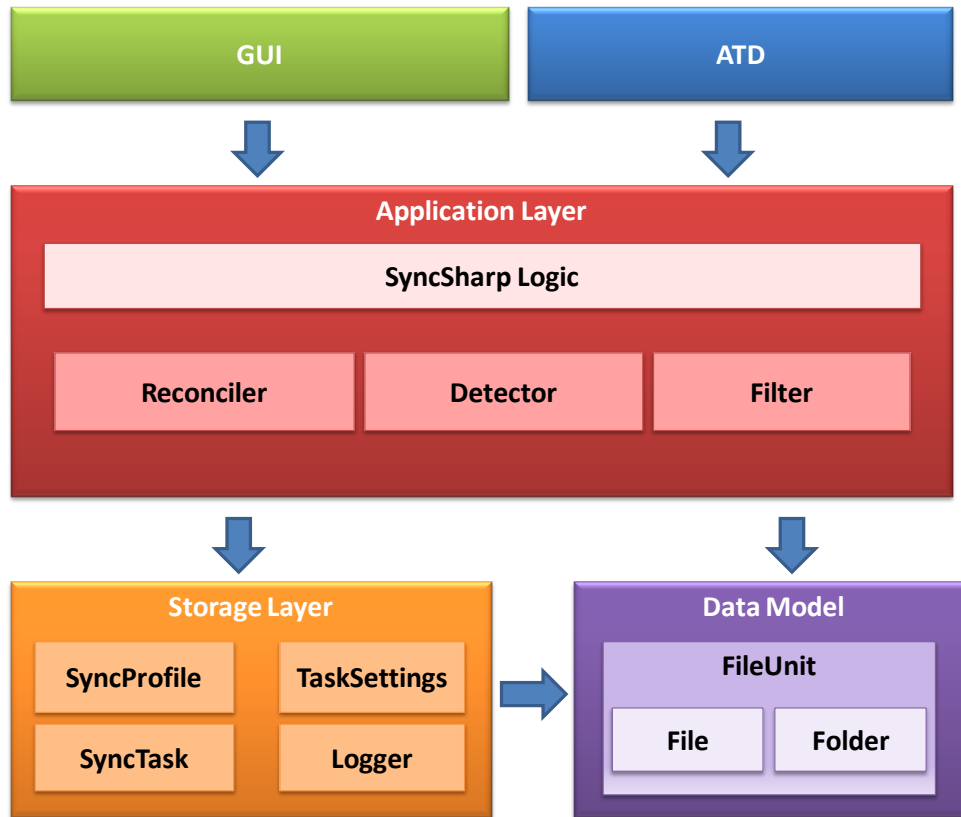 GUI
ATD
Application Layer
SyncSharp Logic
Reconciler
Detector
Filter
Storage Layer
SyncProfile
TaskSettings
SyncTask
Logger
Data Model
FileUnit
File
Folder